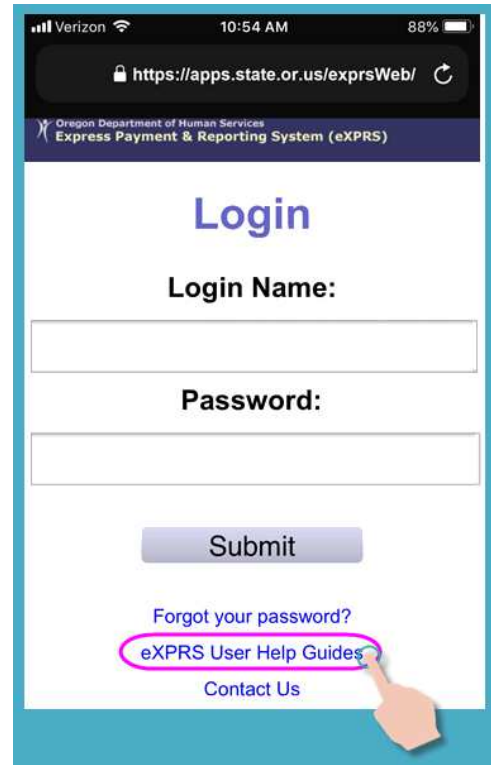 Verizon 10:54 AM 88%
https://apps.state.or.us/exprsWeb/
Oregon Department of Human Services
Express Payment & Reporting System (eXPRS)
Login
Login Name:
Password:
Submit
Forgot your password?
eXPRS User Help Guides
Contact Us